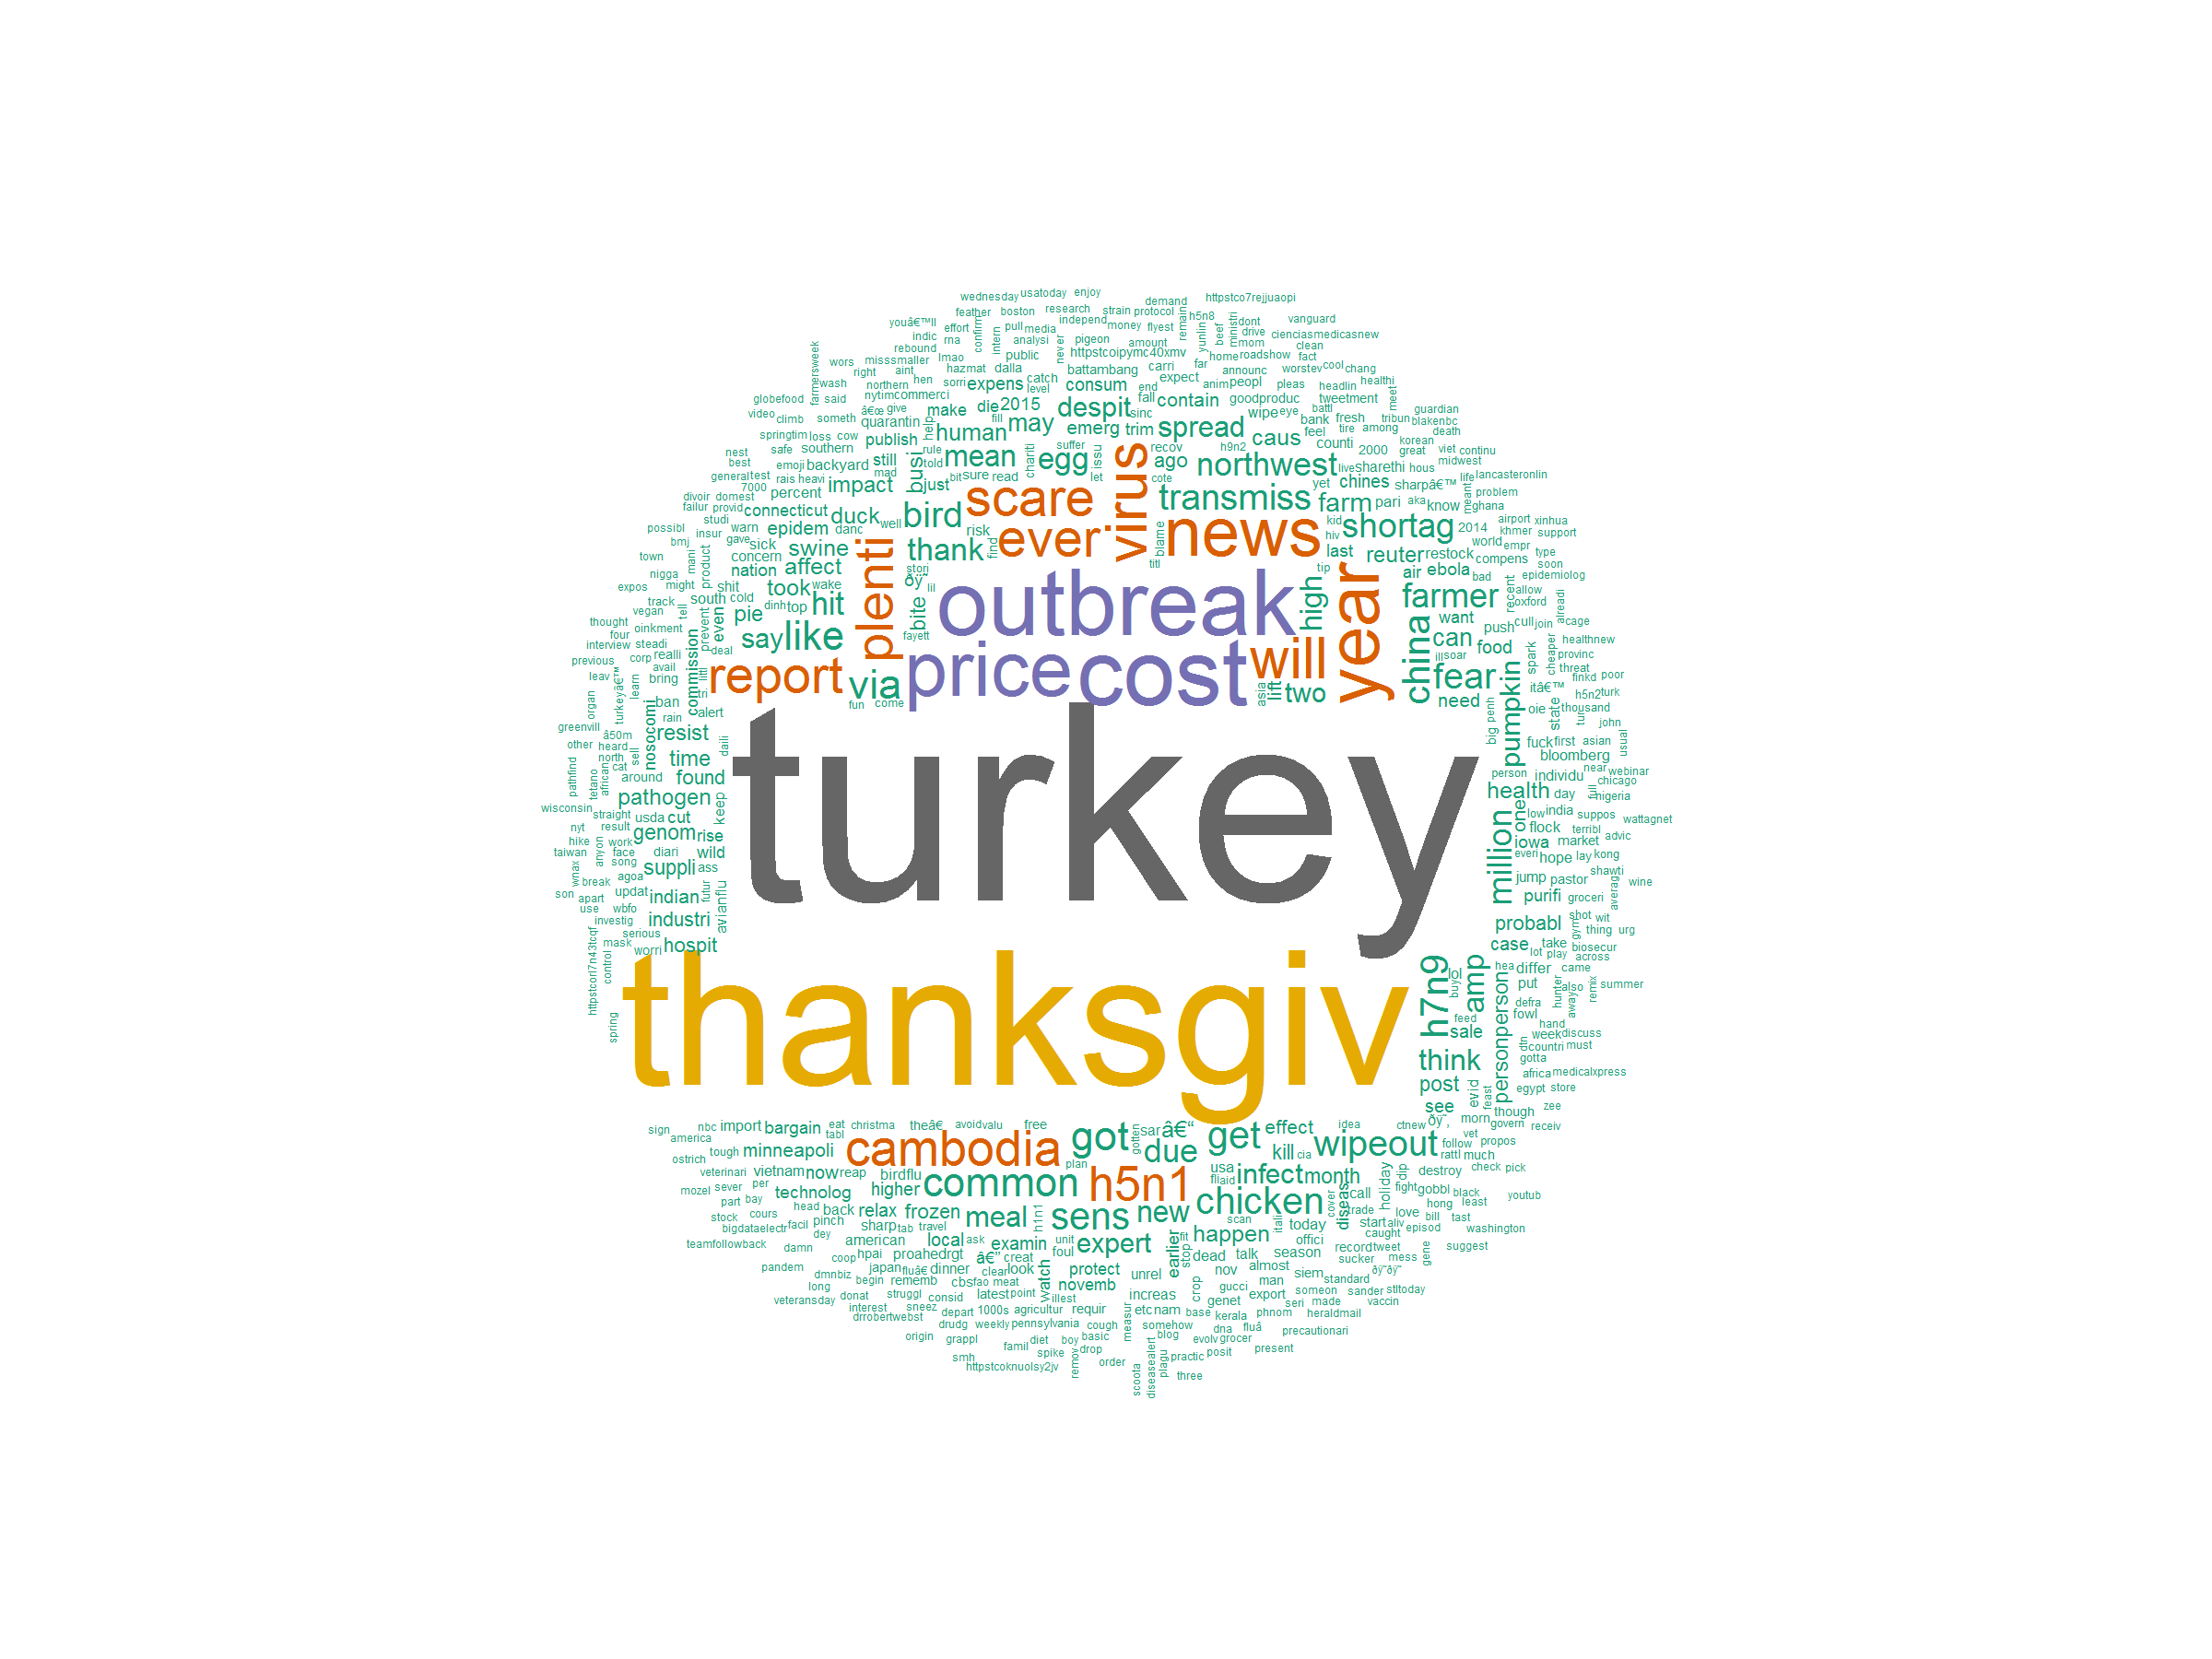 wednesday usatoday enjoy
feather boston research strain demand protocol httpstco7rejjuaopi
youâ€™ll effort pull media independ money flyest remain h5n8 dont vanguard
indic rna confirm intern analysi never pigeon amount yunlin beef ministri drive mom cienciasmedicasnew clean
farmersweek wors rebound misssmaller lmao public httpstcoipymc40xmv far home roadshow fact
right aint hazmat dalla battambang carri announc worstev cool chang
wash northern hen sorri expens catch level consum end expect anim peopl pleas headlin healthi
globefood said nytimcommerci make die 2015 despit fall contain goodproduc tweetment meet guardian
video climb someth â€œ give quarantin help fill may sinc wipe eye battl bank fresh tribun blakenbc
springtim loss cow publish human emerg trim spread caus feel tire among death
nest safe southern still rule told mean chariti egg suffer issu virus recov ago h9n2 northwest counti 2000 korean great viet continu
best emoji backyard mad busi just bit sure read let cote live sharethi hous midwest
general test rais heavi impact scare transmiss yet chines sharpâ€™ life lancasteronlin
7000 percent farm pari aka know meant problem ghana
divoir domest connecticut duck well bird ever news kid shortag 2014 airport xinhua
failur provid studi warn epidem danc risk hiv khmer support
possibl insur gave sick swine thank find blame last reuter restock world empr
bmj town mani product concern nation affect plenti stori titl tip air ebola compens type soon
nigga might shit took wake ðÿ˜ lil outbreak high year bad epidemiolog
expos track south cold dinh top hit bite farmer recent allow oxford alreadi
vegan tell prevent even pie want push cull join cage
thought four oinkment deal say like fayett price cost will china can food healthnew
interview steadi realli corp avail report via asia lift two ill soar spark cheaper provinc
previous leav learn littl bring commission tri fun come fear need pumpkin threat finkd poor
organ turkeyâ€™ ban state itâ€™ h5n2 turk
greenvill rain alert oie thousand
â50m nosocomi resist daili turkey big penh tur john
other heard sell fuck first asian usual
north time bloomberg
pathfind tetano african cat around found person individu near webinar chicago
wisconsin straight pathogen keep health day full nigeria
nyt result usda cut million one low india suppos wattagnet
hike work genom rise flock terribl advic
taiwan anyon face diari wild iowa market
wnax song suppli ass everi hope lay kong
break agoa futur jump pastor shawti
son apart updat indian avianflu purifi groceri averag wine
use wbfo industri probabl shot wit
investig serious gym thing urg
mask worri hospit case take biosecur
httpstcorl7n43tcqf control thanksgiv h7n9 lol amp hea lot play across
buy personperson differ came
put hunter also remix summer
spring defra fowl away
feed sale hand week discuss
think dfn countri must
gotta
post evid feast africa medicalxpress
see egypt store
ðÿ˜‚ morn though zee
sign nbc import bargain eat christma theâ€ avoid valu free got gotten sar â€“ get effect idea ctnew vet govern receiv
america tabl cambodia due wipeout follow propos
tough minneapoli kill cia rattl much
ostrich plan usa check pick
veterinari vietnam now reap birdflu h5n1 flläid infect month dip destroy
mozel sever per technolog higher common chicken cover diseas call holiday fight gobbl black youtub
part bay head trade love hong least
stock cours back relax frozen meal h1n1 sens new scan itali today start aliv bill tast
bigdataelectr facil pinch sharp tab travel fit happen offici caught episod washington
teamfollowback dey american local ask examin unit expert earlier stop record tweet gene suggest
damn coop hpai proahedrgt â€” creat foul dead talk season sucker mess
pandem japan fluâ€ dinner clear look watch protect unrel nov almost siem standard ðÿ˜ðÿ˜
dmnbiz begin rememb cbs fao meat novemb crop gucci man sander stltoday
long donat struggl consid latest point illest increas genet export someon vaccin
veteransday interest sneez depart 1000s agricultur requir etc nam base seri made
drrobertwebst drudg weekly pennsylvania measur somehow kerala phnom heraldmail
origin grappl cough blog dna fluâ precautionari
diet boy basic evolv grocer
famil drop present
smh spike order plagu practic posit
httpstcoknuolsy2jv remov scoota diseasealert three